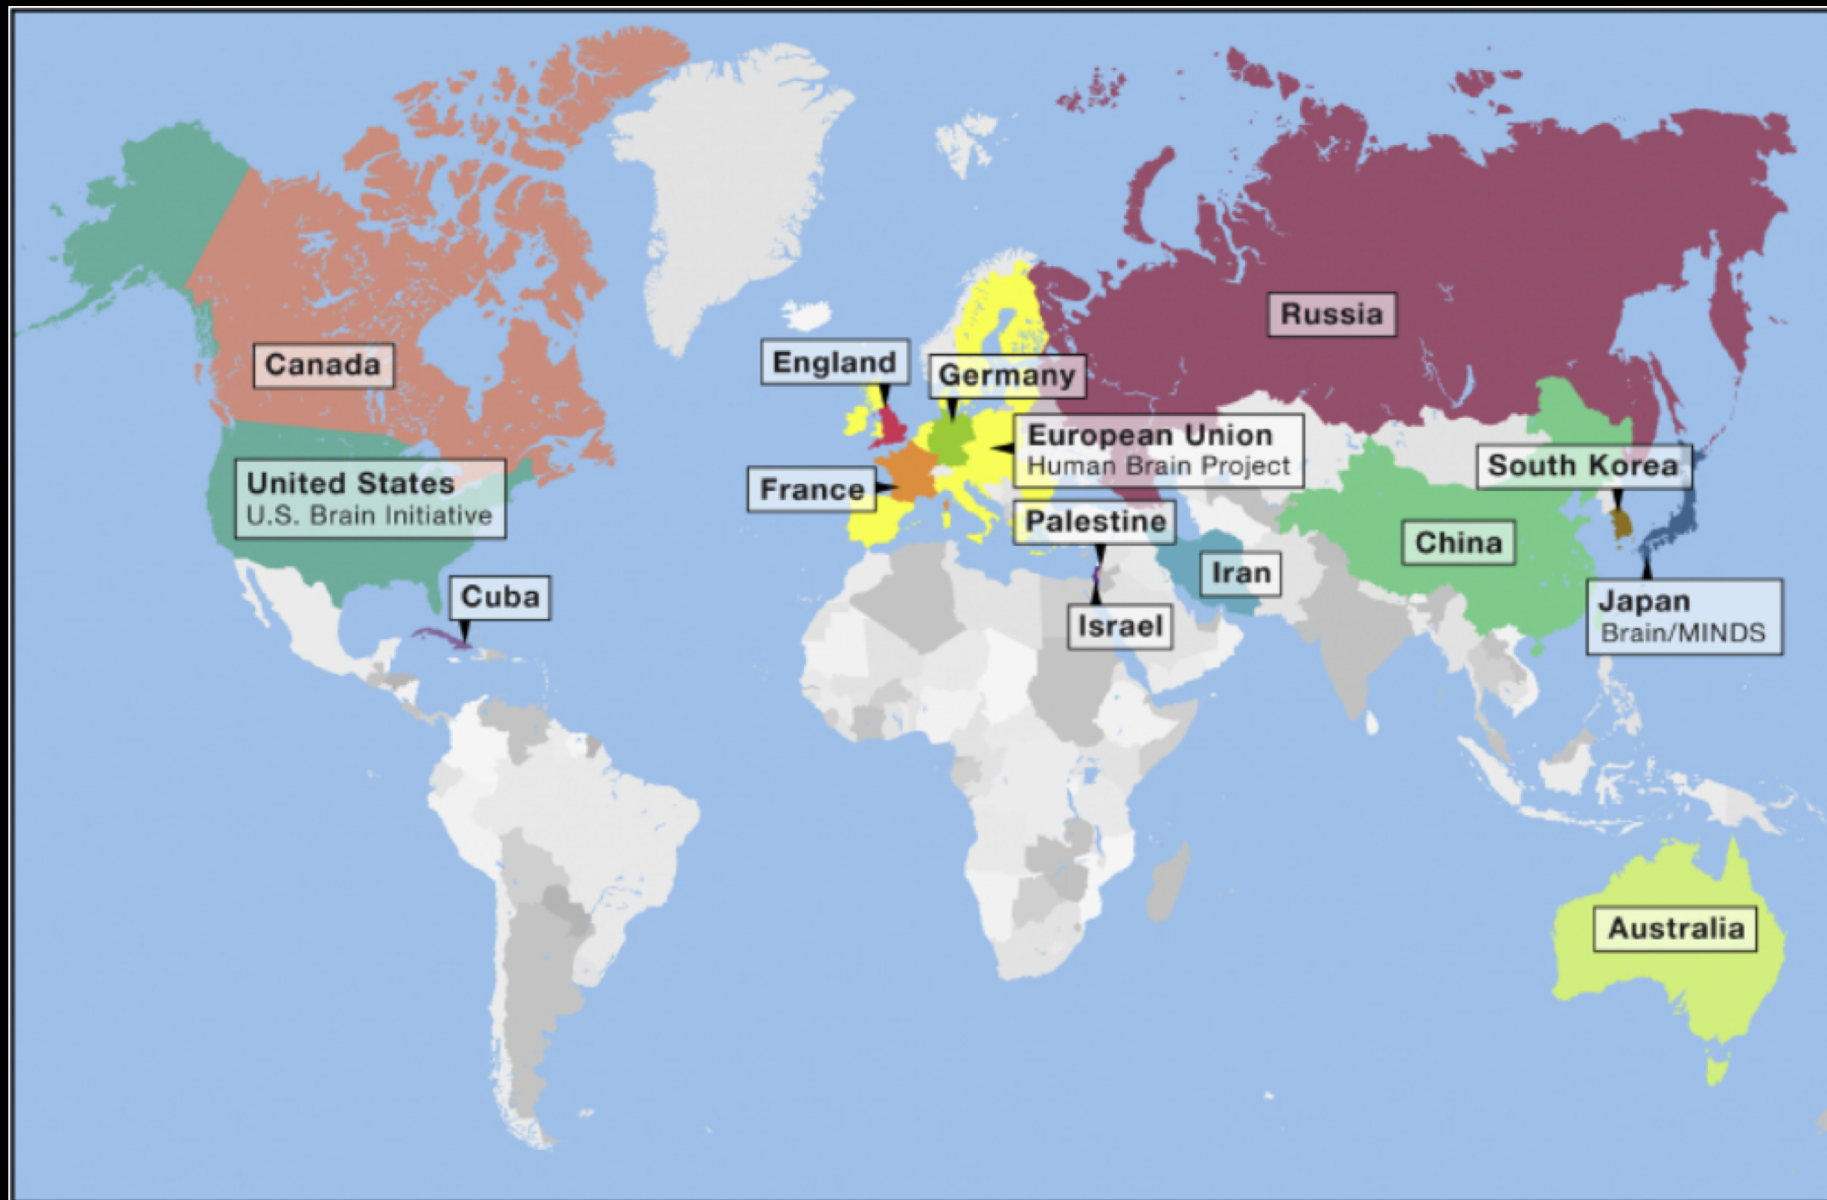 Russia
Canada
England
Germany
European Union
Human Brain Project
South Korea
United States
U.S. Brain Initiative
France
Palestine
China
Iran
Cuba
Japan
Brain/MINDS
Israel
Australia